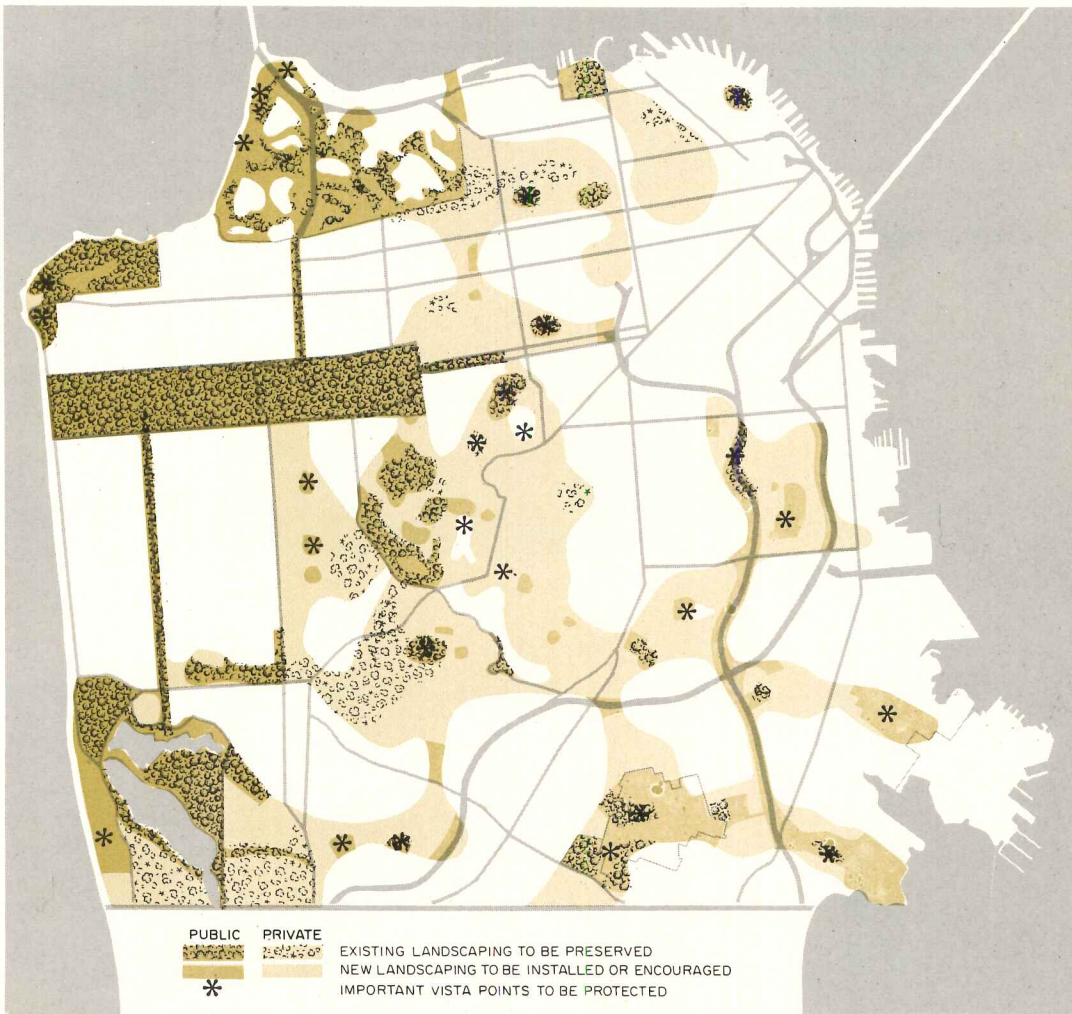 PUBLIC PRIVATE
EXISTING LANDSCAPING TO BE PRESERVED
NEW LANDSCAPING TO BE INSTALLED OR ENCOURAGED
IMPORTANT VISTA POINTS TO BE PROTECTED